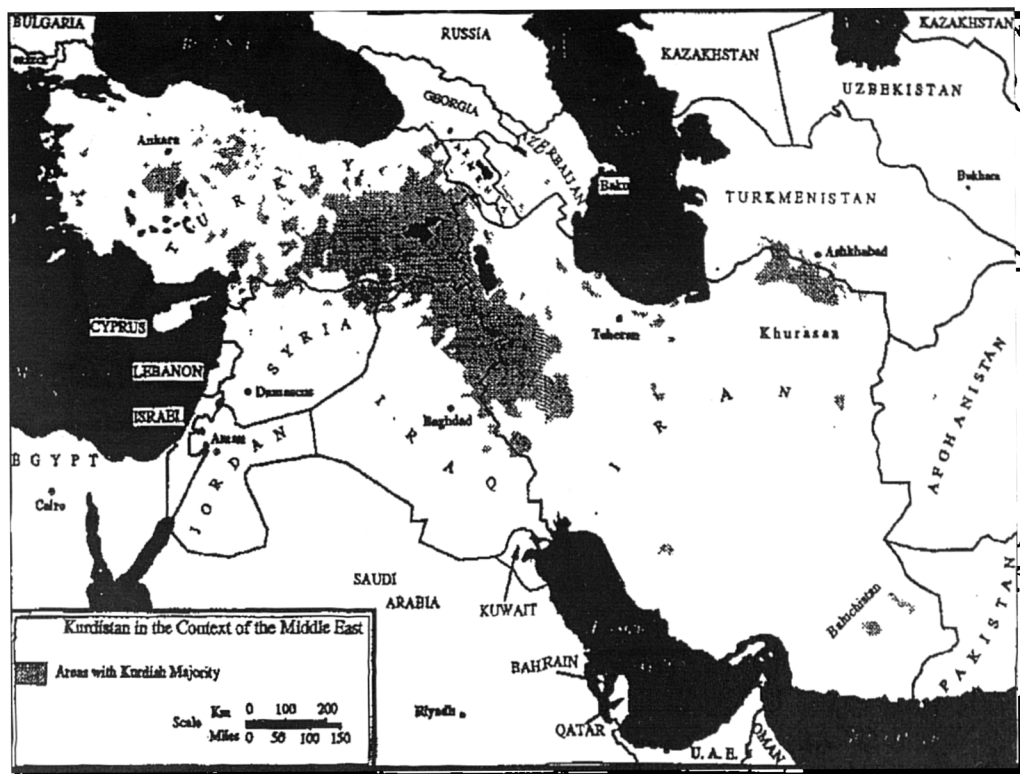 BULGARIA
RUSSIA
KAZAKHSTAN
KAZAKHSTAN
UZBEKISTAN
GEORGIA
AZERBAIJAN
Ankara
TURKEY
Baku
TURKMENISTAN
Bukhara
Ashkhabad
CYPRUS
SYRIA
Teheran
Khurasan
LEBANON
Damascus
IRAN
ISRAEL
Baghdad
AFGHANISTAN
Aman
IRAQ
EGYPT
JORDAN
Cairo
SAUDI
ARABIA
KUWAIT
Baluchistan
PAKISTAN
BAHRAIN
Riyadh
QATAR
U.A.E.
OMAN
Kurdistan in the Context of the Middle East
Areas with Kurdish Majority
Scale
Km 0 100 200
Miles 0 50 100 150